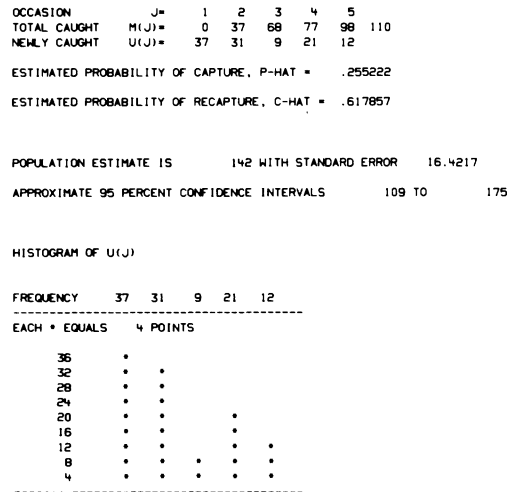 OCCASION J= 1 2 3 4 5
TOTAL CAUGHT M(J)= 0 37 68 77 98 110
NEWLY CAUGHT U(J)= 37 31 9 21 12
ESTIMATED PROBABILITY OF CAPTURE, P-HAT = .255222
ESTIMATED PROBABILITY OF RECAPTURE, C-HAT = .617857
POPULATION ESTIMATE IS 142 WITH STANDARD ERROR 16.4217
APPROXIMATE 95 PERCENT CONFIDENCE INTERVALS 109 TO 175
HISTOGRAM OF U(J)
FREQUENCY 37 31 9 21 12
------------------------------------
EACH * EQUALS 4 POINTS
36 *
32 * *
28 * *
24 * *
20 * * *
16 * * *
12 * * * *
8 * * * * *
4 * * * * *
------------------------------------